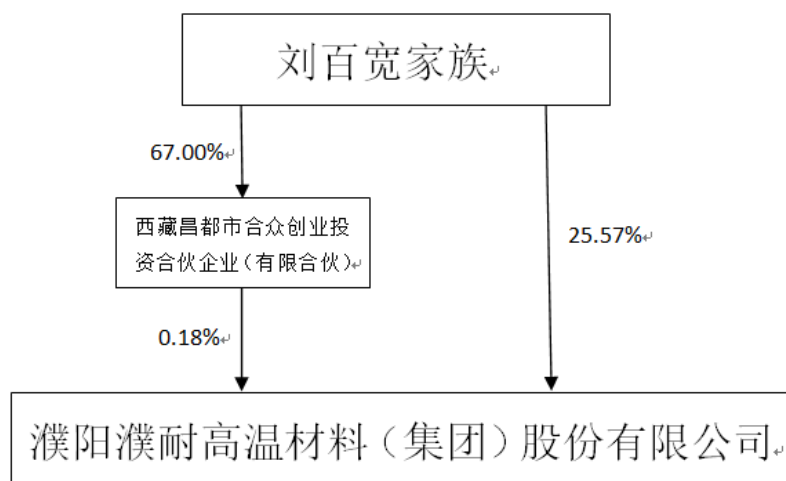 刘百宽家族
67.00%
西藏昌都市合众创业投
资合伙企业（有限合伙）
25.57%
0.18%
濮阳濮耐高温材料（集团）股份有限公司